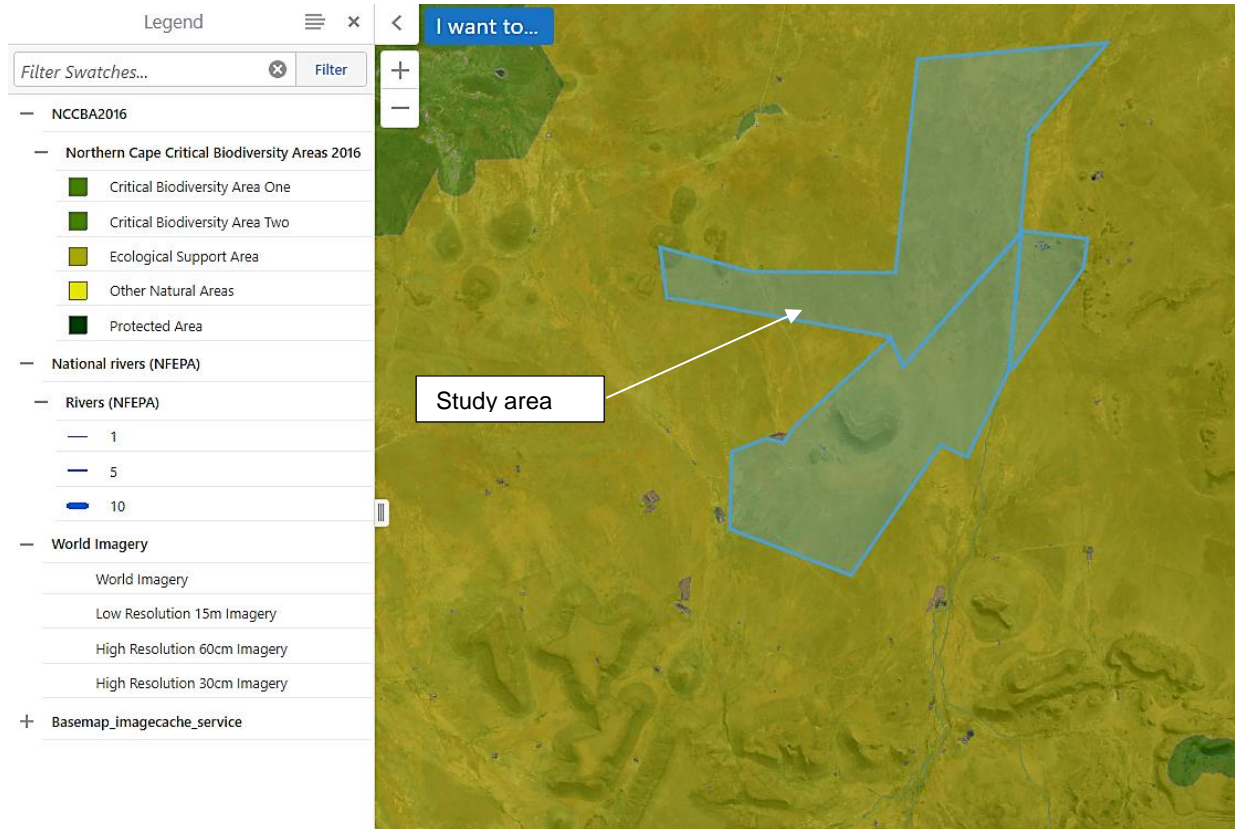 Legend
Filter Swatches...
Filter
NCCBA2016
Northern Cape Critical Biodiversity Areas 2016
Critical Biodiversity Area One
Critical Biodiversity Area Two
Ecological Support Area
Other Natural Areas
Protected Area
National rivers (NFEPA)
Rivers (NFEPA)
1
5
10
World Imagery
World Imagery
Low Resolution 15m Imagery
High Resolution 60cm Imagery
High Resolution 30cm Imagery
Basemap_imagecache_service
I want to...
Study area